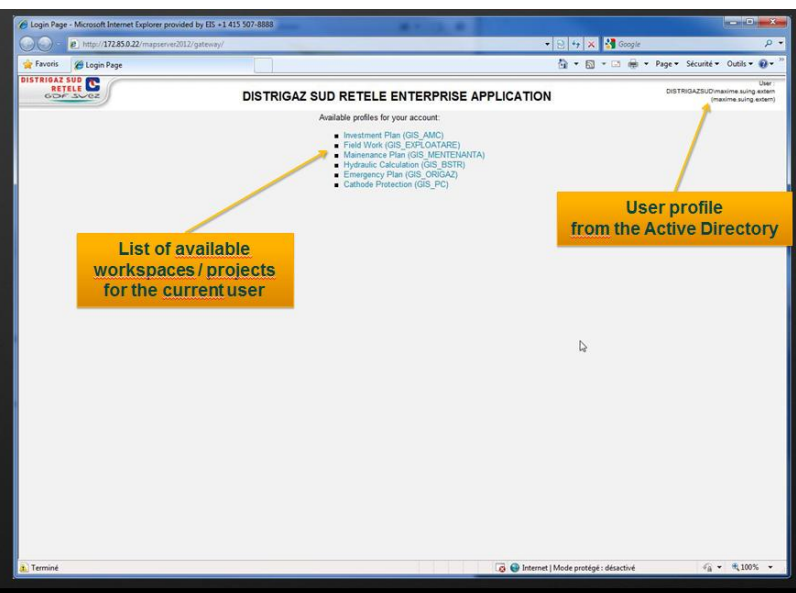 Login Page - Microsoft Internet Explorer provided by EIS +1 415 507-8888
http://172.85.0.22/mapserver2012/gateway/
Google
Favoris
Login Page
Page
Sécurité
Outils
DISTRIGAZ SUD
RETELE
GDF SUEZ
DISTRIGAZ SUD RETELE ENTERPRISE APPLICATION
User :
DISTRIGAZSUD\maxime.suing.extern
(maxime.suing.extern)
Available profiles for your account:
Investment Plan (GIS_AMC)
Field Work (GIS_EXPLOATARE)
Mainenance Plan (GIS_MENTENANTA)
Hydraulic Calculation (GIS_BSTR)
Emergency Plan (GIS_ORIGAZ)
Cathode Protection (GIS_PC)
User profile
from the Active Directory
List of available
workspaces / projects
for the current user
Terminé
Internet | Mode protégé : désactivé
100%